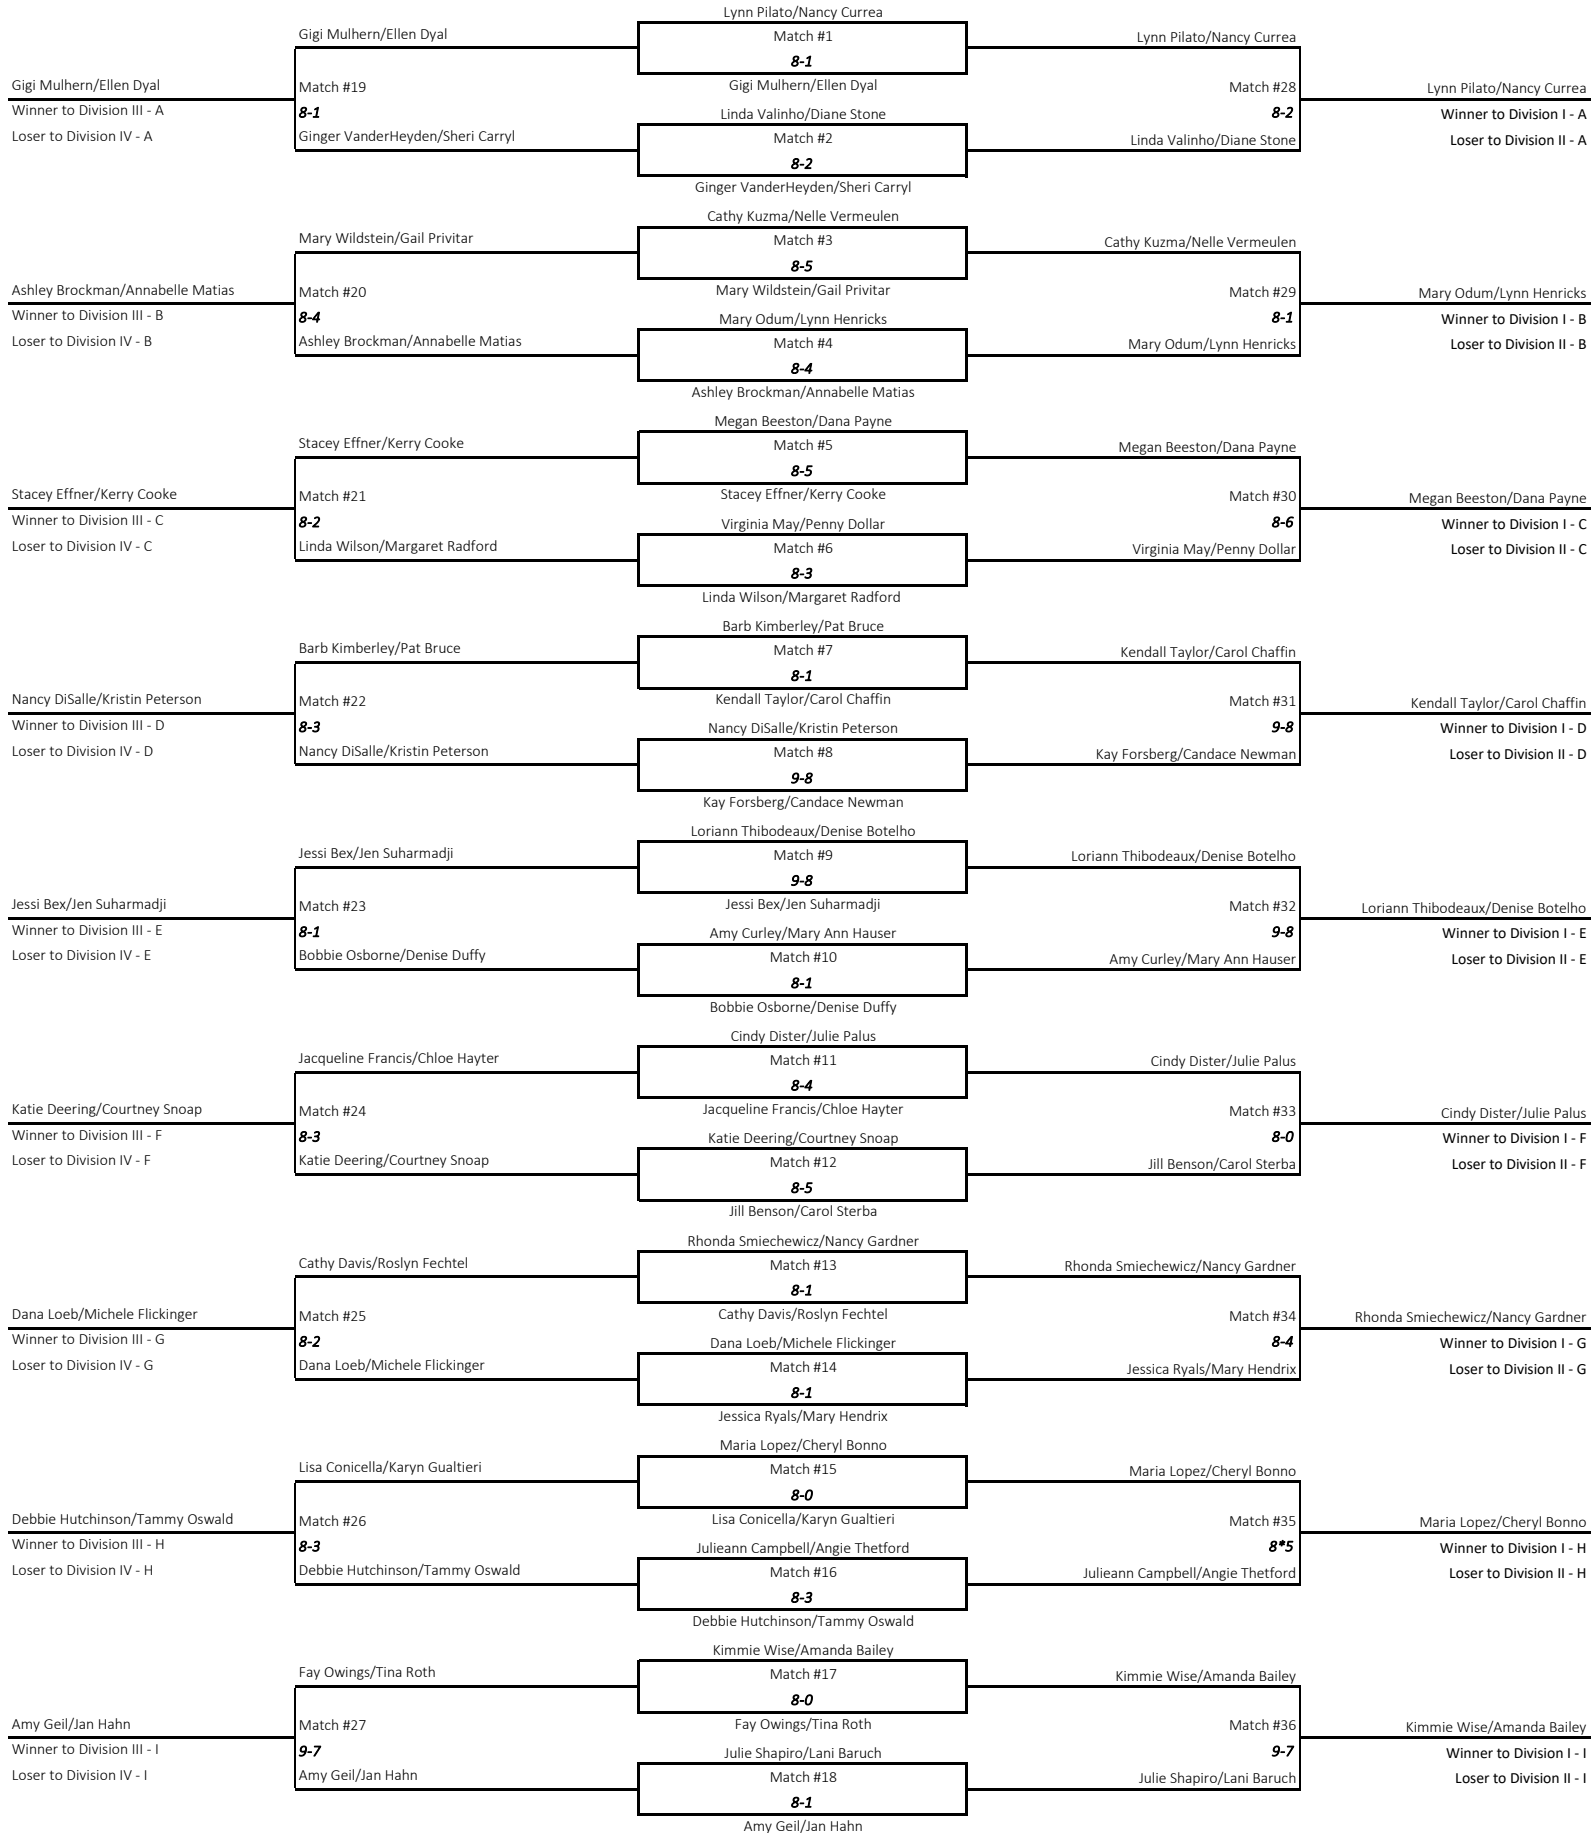 Lynn Pilato/Nancy Currea
Gigi Mulhern/Ellen Dyal
Match #1
Lynn Pilato/Nancy Currea
8-1
Gigi Mulhern/Ellen Dyal
Match #19
Gigi Mulhern/Ellen Dyal
Match #28
Lynn Pilato/Nancy Currea
Winner to Division III - A
8-1
Linda Valinho/Diane Stone
8-2
Winner to Division I - A
Loser to Division IV - A
Ginger VanderHeyden/Sheri Carryl
Match #2
Linda Valinho/Diane Stone
Loser to Division II - A
8-2
Ginger VanderHeyden/Sheri Carryl
Cathy Kuzma/Nelle Vermeulen
Mary Wildstein/Gail Privitar
Match #3
Cathy Kuzma/Nelle Vermeulen
8-5
Ashley Brockman/Annabelle Matias
Match #20
Mary Wildstein/Gail Privitar
Match #29
Mary Odum/Lynn Henricks
Winner to Division III - B
8-4
Mary Odum/Lynn Henricks
8-1
Winner to Division I - B
Loser to Division IV - B
Ashley Brockman/Annabelle Matias
Match #4
Mary Odum/Lynn Henricks
Loser to Division II - B
8-4
Ashley Brockman/Annabelle Matias
Megan Beeston/Dana Payne
Stacey Effner/Kerry Cooke
Match #5
Megan Beeston/Dana Payne
8-5
Stacey Effner/Kerry Cooke
Match #21
Stacey Effner/Kerry Cooke
Match #30
Megan Beeston/Dana Payne
Winner to Division III - C
8-2
Virginia May/Penny Dollar
8-6
Winner to Division I - C
Loser to Division IV - C
Linda Wilson/Margaret Radford
Match #6
Virginia May/Penny Dollar
Loser to Division II - C
8-3
Linda Wilson/Margaret Radford
Barb Kimberley/Pat Bruce
Barb Kimberley/Pat Bruce
Match #7
Kendall Taylor/Carol Chaffin
8-1
Nancy DiSalle/Kristin Peterson
Match #22
Kendall Taylor/Carol Chaffin
Match #31
Kendall Taylor/Carol Chaffin
Winner to Division III - D
8-3
Nancy DiSalle/Kristin Peterson
9-8
Winner to Division I - D
Loser to Division IV - D
Nancy DiSalle/Kristin Peterson
Match #8
Kay Forsberg/Candace Newman
Loser to Division II - D
9-8
Kay Forsberg/Candace Newman
Loriann Thibodeaux/Denise Botelho
Jessi Bex/Jen Suharmadji
Match #9
Loriann Thibodeaux/Denise Botelho
9-8
Jessi Bex/Jen Suharmadji
Match #23
Jessi Bex/Jen Suharmadji
Match #32
Loriann Thibodeaux/Denise Botelho
Winner to Division III - E
8-1
Amy Curley/Mary Ann Hauser
9-8
Winner to Division I - E
Loser to Division IV - E
Bobbie Osborne/Denise Duffy
Match #10
Amy Curley/Mary Ann Hauser
Loser to Division II - E
8-1
Bobbie Osborne/Denise Duffy
Cindy Dister/Julie Palus
Jacqueline Francis/Chloe Hayter
Match #11
Cindy Dister/Julie Palus
8-4
Katie Deering/Courtney Snoap
Match #24
Jacqueline Francis/Chloe Hayter
Match #33
Cindy Dister/Julie Palus
Winner to Division III - F
8-3
Katie Deering/Courtney Snoap
8-0
Winner to Division I - F
Loser to Division IV - F
Katie Deering/Courtney Snoap
Match #12
Jill Benson/Carol Sterba
Loser to Division II - F
8-5
Jill Benson/Carol Sterba
Rhonda Smiechewicz/Nancy Gardner
Cathy Davis/Roslyn Fechtel
Match #13
Rhonda Smiechewicz/Nancy Gardner
8-1
Dana Loeb/Michele Flickinger
Match #25
Cathy Davis/Roslyn Fechtel
Match #34
Rhonda Smiechewicz/Nancy Gardner
Winner to Division III - G
8-2
Dana Loeb/Michele Flickinger
8-4
Winner to Division I - G
Loser to Division IV - G
Dana Loeb/Michele Flickinger
Match #14
Jessica Ryals/Mary Hendrix
Loser to Division II - G
8-1
Jessica Ryals/Mary Hendrix
Maria Lopez/Cheryl Bonno
Lisa Conicella/Karyn Gualtieri
Match #15
Maria Lopez/Cheryl Bonno
8-0
Debbie Hutchinson/Tammy Oswald
Match #26
Lisa Conicella/Karyn Gualtieri
Match #35
Maria Lopez/Cheryl Bonno
Winner to Division III - H
8-3
Julieann Campbell/Angie Thetford
8*5
Winner to Division I - H
Loser to Division IV - H
Debbie Hutchinson/Tammy Oswald
Match #16
Julieann Campbell/Angie Thetford
Loser to Division II - H
8-3
Debbie Hutchinson/Tammy Oswald
Kimmie Wise/Amanda Bailey
Fay Owings/Tina Roth
Match #17
Kimmie Wise/Amanda Bailey
8-0
Amy Geil/Jan Hahn
Match #27
Fay Owings/Tina Roth
Match #36
Kimmie Wise/Amanda Bailey
Winner to Division III - I
9-7
Julie Shapiro/Lani Baruch
9-7
Winner to Division I - I
Loser to Division IV - I
Amy Geil/Jan Hahn
Match #18
Julie Shapiro/Lani Baruch
Loser to Division II - I
8-1
Amy Geil/Jan Hahn